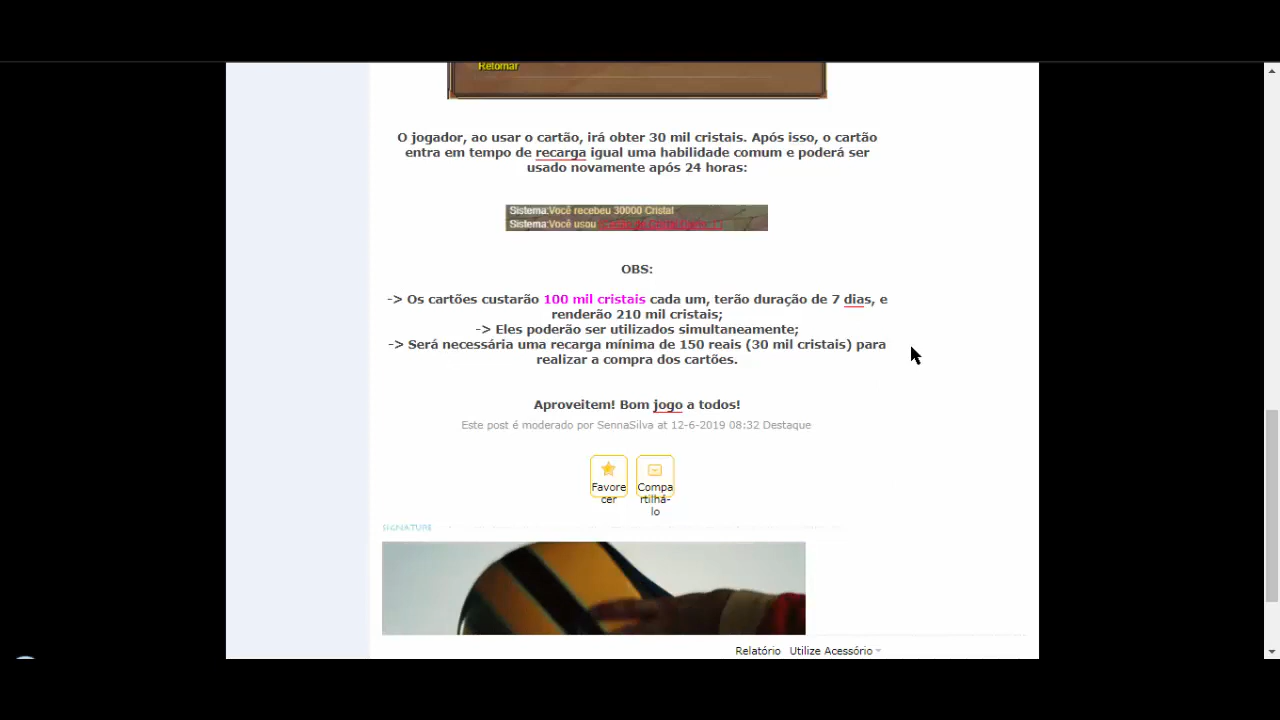 Retornar
O jogador, ao usar o cartão, irá obter 30 mil cristais. Após isso, o cartão
entra em tempo de recarga igual uma habilidade comum e poderá ser
usado novamente após 24 horas:
Sistema:Você recebeu 30000 Cristal
Sistema:Você usou
OBS:
-> Os cartões custarão 100 mil cristais cada um, terão duração de 7 dias, e
renderão 210 mil cristais;
-> Eles poderão ser utilizados simultaneamente;
-> Será necessária uma recarga mínima de 150 reais (30 mil cristais) para
realizar a compra dos cartões.
Aproveitem! Bom jogo a todos!
Este post é moderado por SennaSilva at 12-6-2019 08:32 Destaque
Favore
cer
Compa
rtilhá-
lo
SIGNATURE
Relatório Utilize Acessório